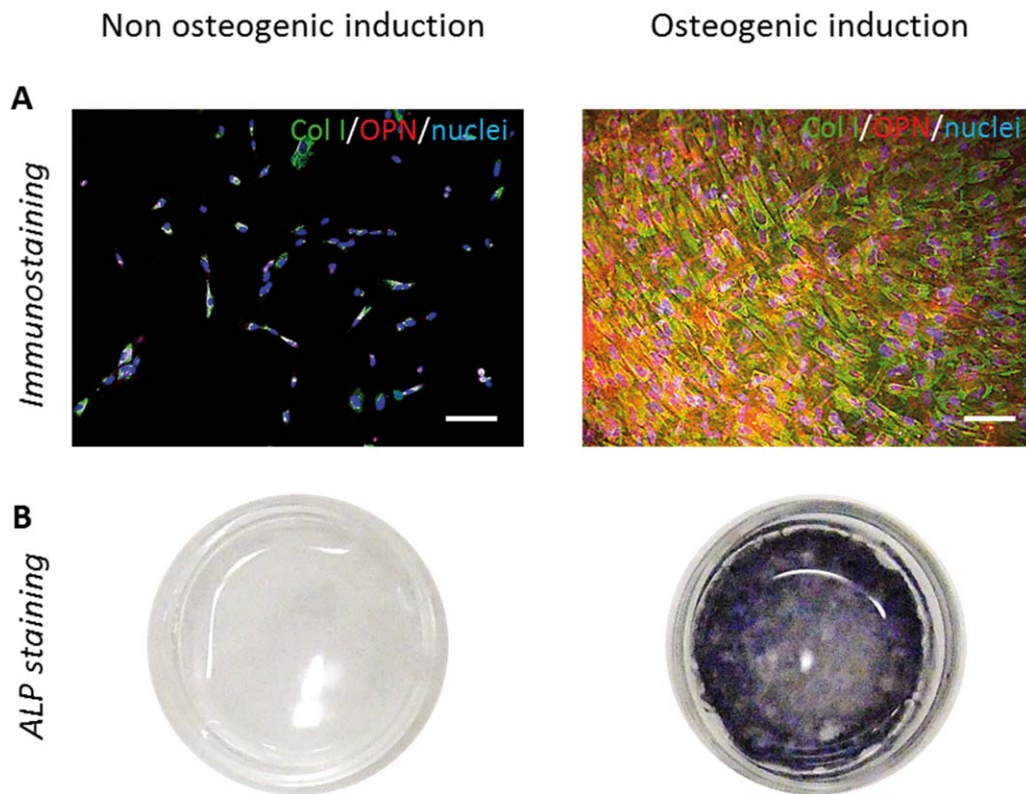 Non osteogenic induction
Osteogenic induction
A
Immunostaining
Col I/OPN/nuclei
Col I/OPN/nuclei
B
ALP staining